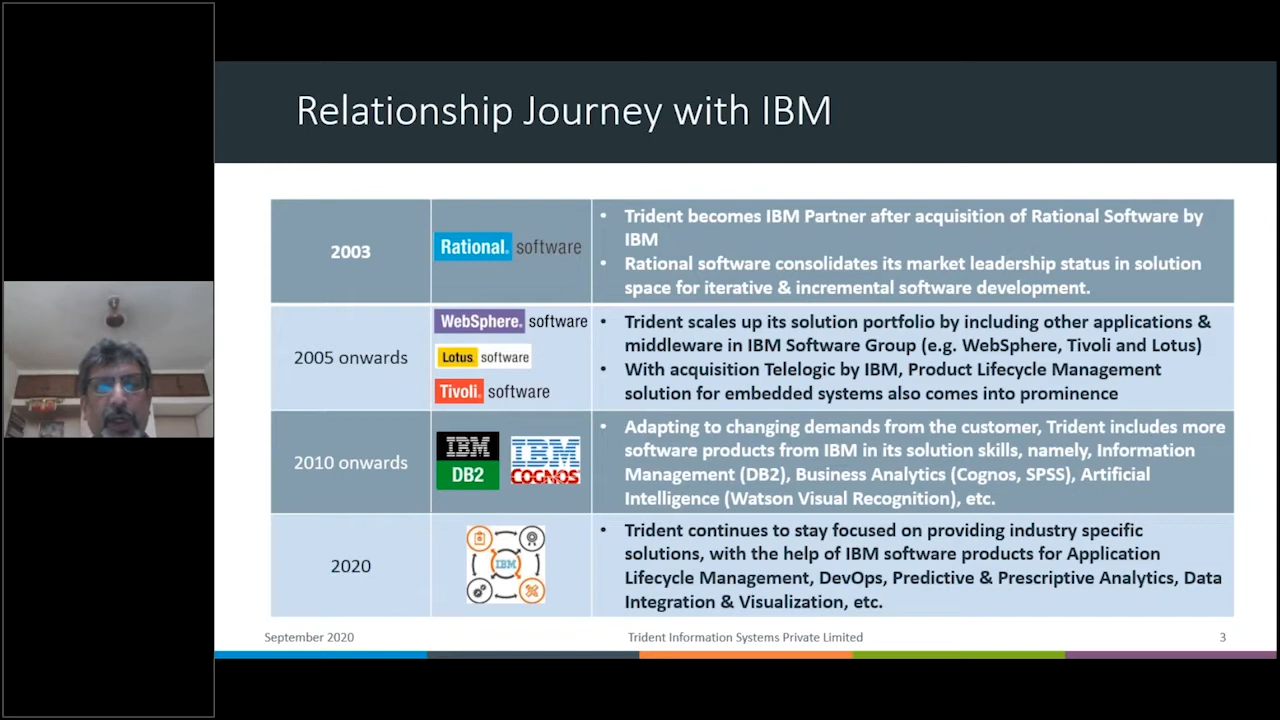 Relationship Journey with IBM
2003
Rational. software
• Trident becomes IBM Partner after acquisition of Rational Software by
IBM
• Rational software consolidates its market leadership status in solution
space for iterative & incremental software development.
2005 onwards
WebSphere. software
Lotus. software
Tivoli. software
• Trident scales up its solution portfolio by including other applications &
middleware in IBM Software Group (e.g. WebSphere, Tivoli and Lotus)
• With acquisition Telelogic by IBM, Product Lifecycle Management
solution for embedded systems also comes into prominence
2010 onwards
IBM
DB2
IBM
COGNOS
• Adapting to changing demands from the customer, Trident includes more
software products from IBM in its solution skills, namely, Information
Management (DB2), Business Analytics (Cognos, SPSS), Artificial
Intelligence (Watson Visual Recognition), etc.
2020
IBM
• Trident continues to stay focused on providing industry specific
solutions, with the help of IBM software products for Application
Lifecycle Management, DevOps, Predictive & Prescriptive Analytics, Data
Integration & Visualization, etc.
September 2020
Trident Information Systems Private Limited
3